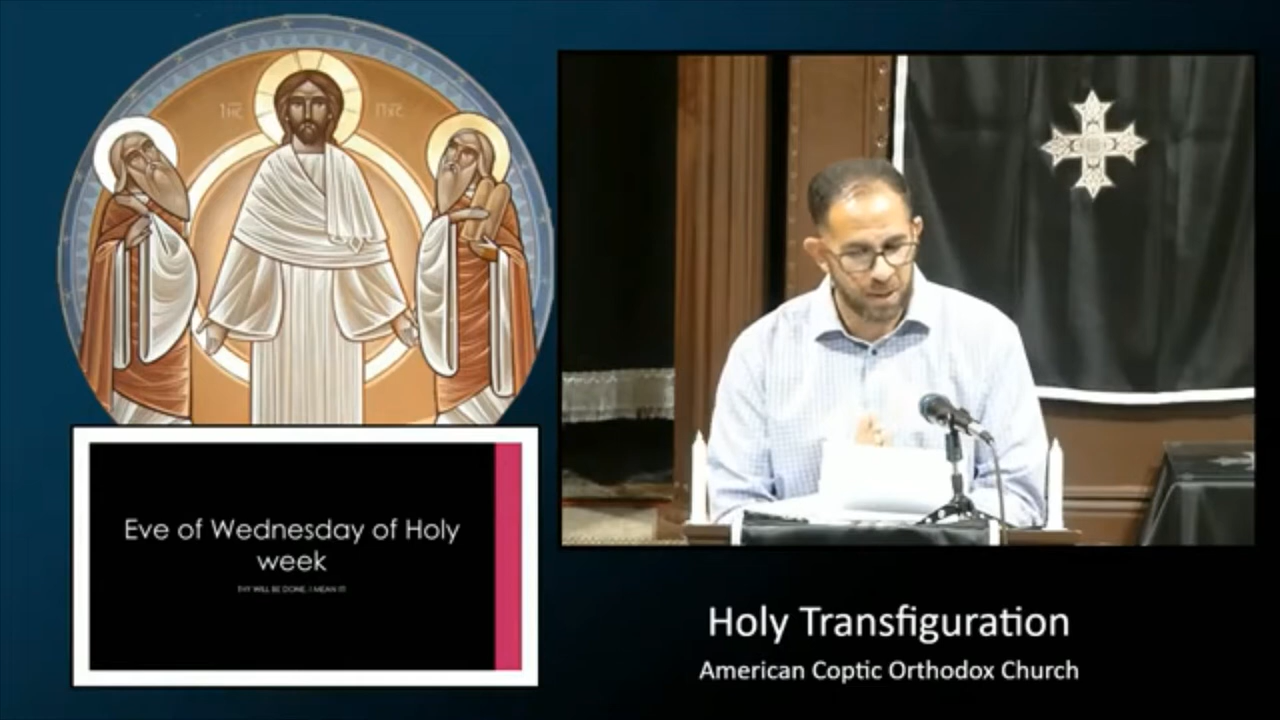 Eve of Wednesday of Holy
week
THY WILL BE DONE, I MEAN IT!
Holy Transfiguration
American Coptic Orthodox Church